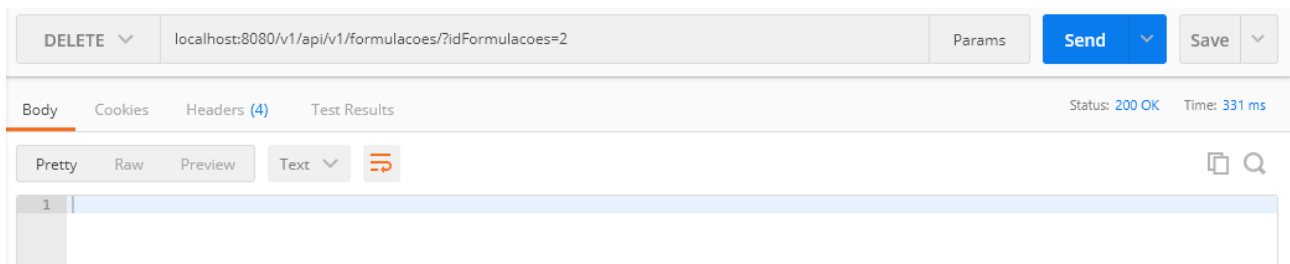 DELETE localhost:8080/v1/api/v1/formulacoes/?idFormulacoes=2 Params Send Save
Body Cookies Headers (4) Test Results Status: 200 OK Time: 331 ms
Pretty Raw Preview Text
1